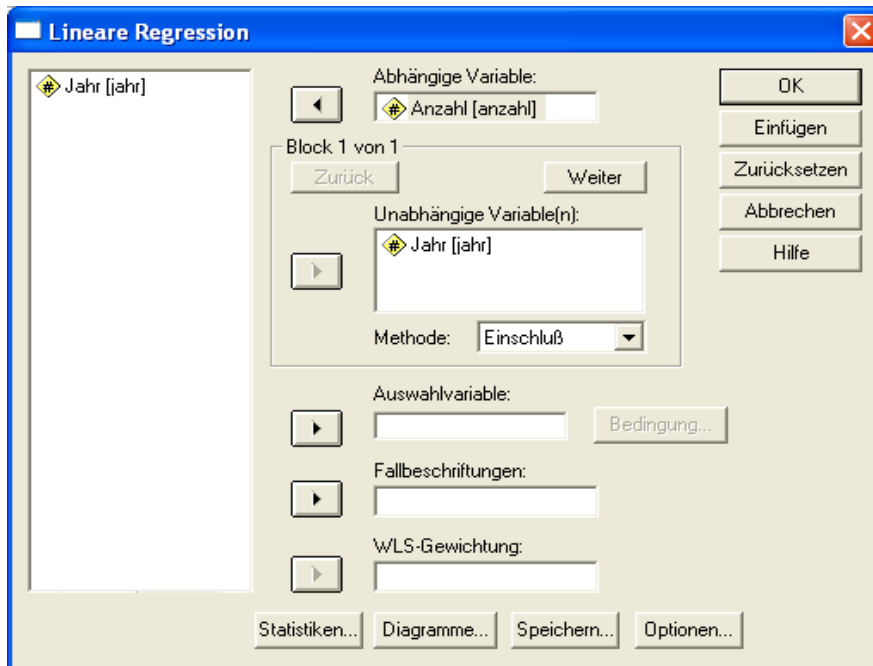 Lineare Regression
# Jahr [jahr]
Abhängige Variable:
# Anzahl [anzahl]
Block 1 von 1
Zurück
Weiter
Unabhängige Variable(n):
# Jahr [jahr]
Methode:
Einschluß
Auswahlvariable:
Bedingung...
Fallbeschriftungen:
WLS-Gewichtung:
Statistiken...
Diagramme...
Speichern...
Optionen...
OK
Einfügen
Zurücksetzen
Abbrechen
Hilfe